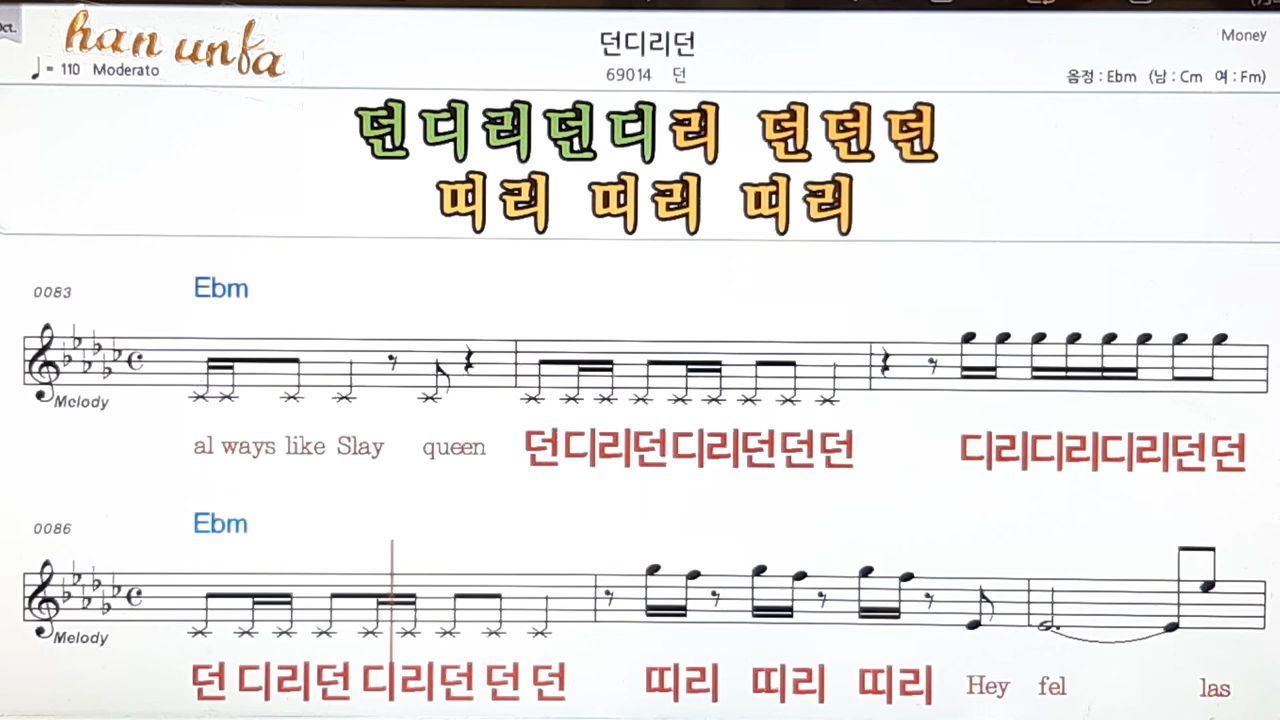 han unfa
던디리던
Money
♩= 110 Moderato
69014 던
음정 : Ebm (남 : Cm 여 : Fm)
던디리던디리 던던던
띠리 띠리 띠리
0083
Ebm
Melody
al ways like Slay queen 던디리던디리던던던 디리디리디리던던
0086
Ebm
Melody
던 디리던 디리던 던 던 띠리 띠리 띠리 Hey fel las